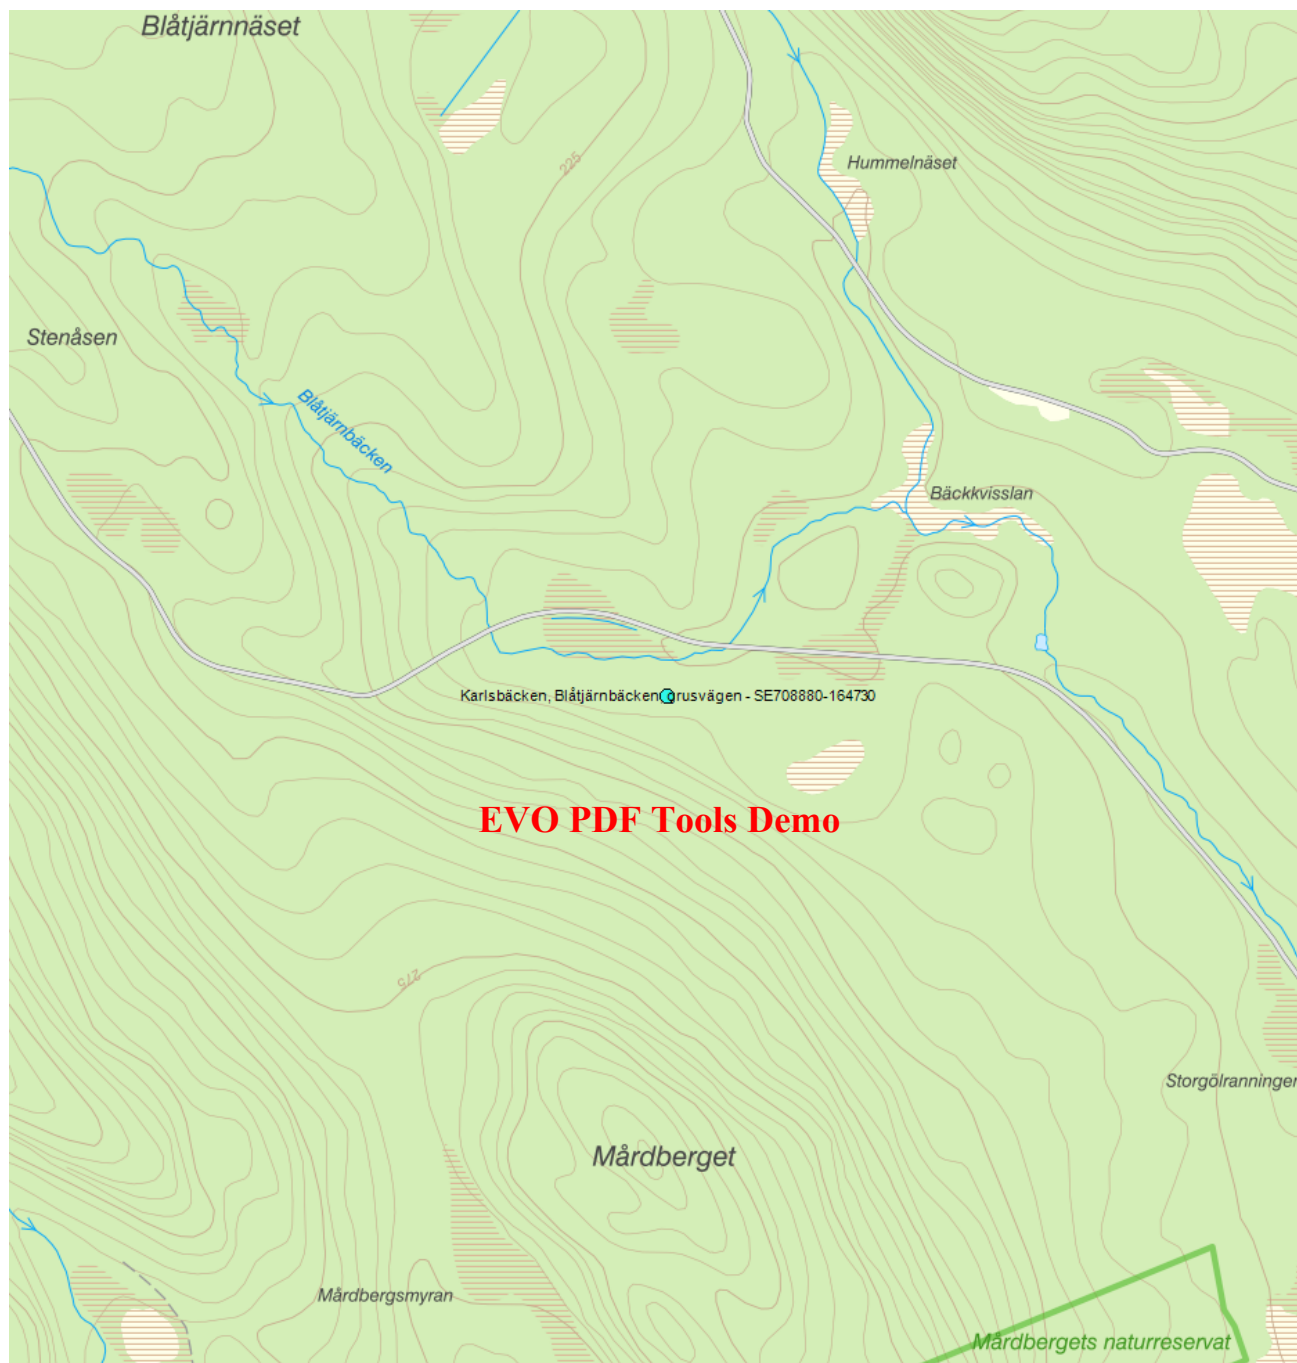 Blåtjärnnäset
225
Hummelnäset
Stenåsen
Blåtjärnbäcken
Bäckkvisslan
Karlsbäcken, Blåtjärnbäcken, grusvägen - SE708880-164730
EVO PDF Tools Demo
275
Storgölranningen
Mårdberget
Mårdbergsmyran
Mårdbergets naturreservat